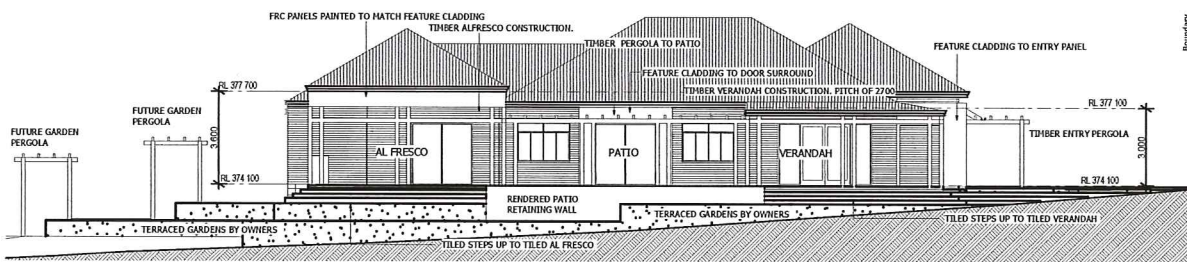 FRC PANELS PAINTED TO MATCH FEATURE CLADDING
TIMBER ALFRESCO CONSTRUCTION.
TIMBER PERGOLA TO PATIO
FEATURE CLADDING TO ENTRY PANEL
Boundary
FEATURE CLADDING TO DOOR SURROUND
TIMBER VERANDAH CONSTRUCTION. PITCH OF 2700
RL 377 700
RL 377 100
FUTURE GARDEN
PERGOLA
FUTURE GARDEN
PERGOLA
3.600
TIMBER ENTRY PERGOLA
3.000
AL FRESCO
PATIO
VERANDAH
RL 374 100
RL 374 100
RENDERED PATIO
RETAINING WALL
TERRACED GARDENS BY OWNERS
TILED STEPS UP TO TILED VERANDAH
TERRACED GARDENS BY OWNERS
TILED STEPS UP TO TILED AL FRESCO